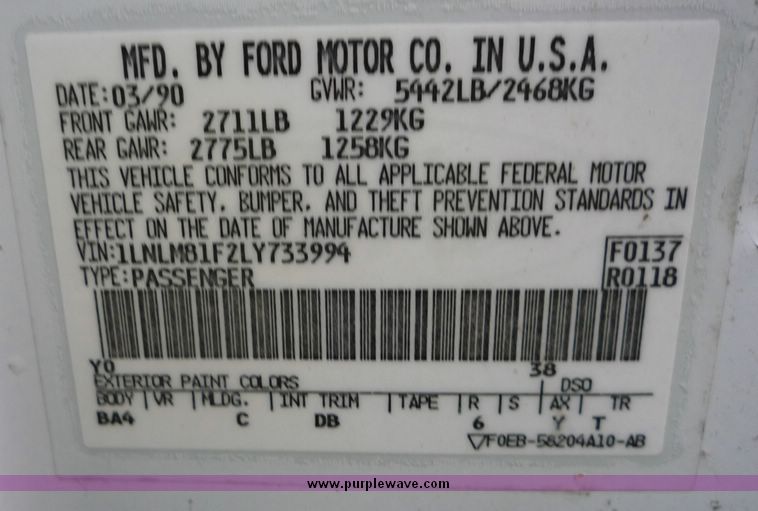 MFD. BY FORD MOTOR CO. IN U.S.A.
DATE: 03/90 GVWR: 5442LB/2468KG
FRONT GAWR: 2711LB 1229KG
REAR GAWR: 2775LB 1258KG
THIS VEHICLE CONFORMS TO ALL APPLICABLE FEDERAL MOTOR
VEHICLE SAFETY, BUMPER, AND THEFT PREVENTION STANDARDS IN
EFFECT ON THE DATE OF MANUFACTURE SHOWN ABOVE.
VIN: 1LNLM81F2LY733994 F0137
TYPE: PASSENGER R0118
YO 38
EXTERIOR PAINT COLORS DSO
BODY VR MLDG. INT TRIM TAPE R S AX TR
BA4 C DB 6 Y T
▽F0EB-58204A10-AB
www.purplewave.com